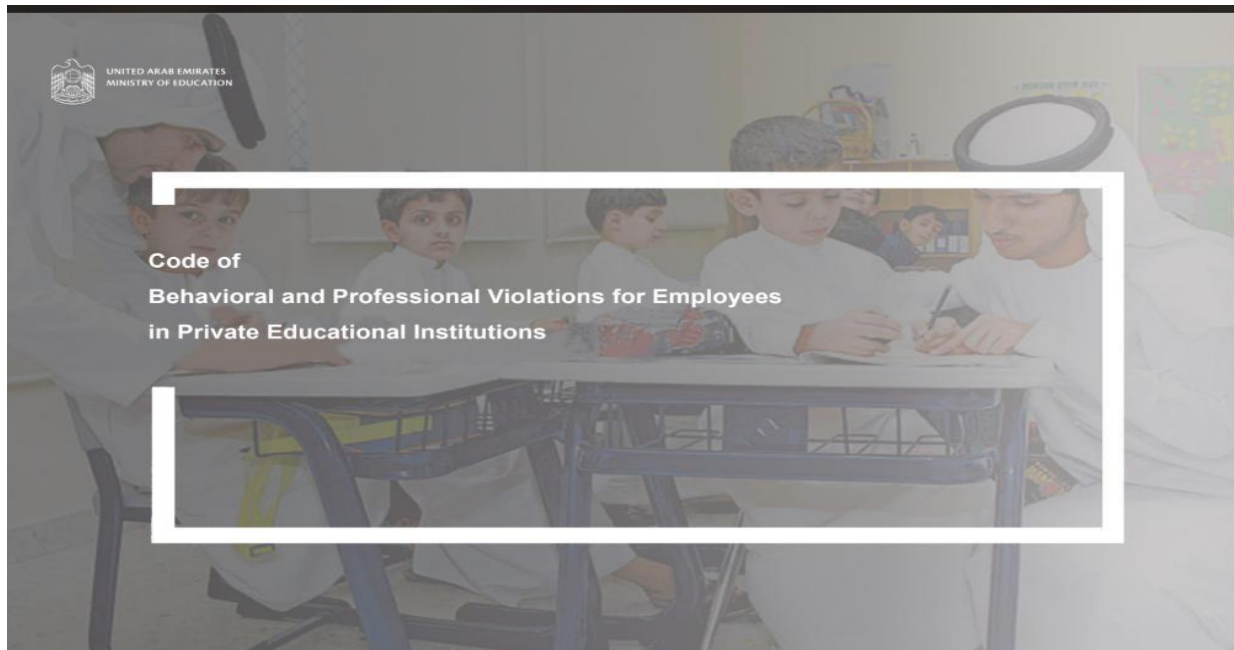 UNITED ARAB EMIRATES
MINISTRY OF EDUCATION
Code of
Behavioral and Professional Violations for Employees
in Private Educational Institutions